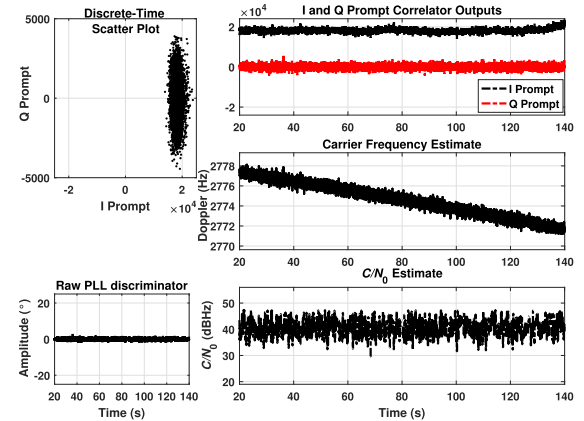 Discrete-Time
Scatter Plot
5000
0
-5000
Q Prompt
-2 0 2
I Prompt
×10⁴
I and Q Prompt Correlator Outputs
×10⁴
2
0
-2
I Prompt
Q Prompt
20 40 60 80 100 120 140
Carrier Frequency Estimate
2778
2776
2774
2772
2770
Doppler (Hz)
20 40 60 80 100 120 140
Raw PLL discriminator
20
0
-20
Amplitude (°)
20 40 60 80 100 120 140
Time (s)
C/N₀ Estimate
50
40
30
20
C/N₀ (dBHz)
20 40 60 80 100 120 140
Time (s)